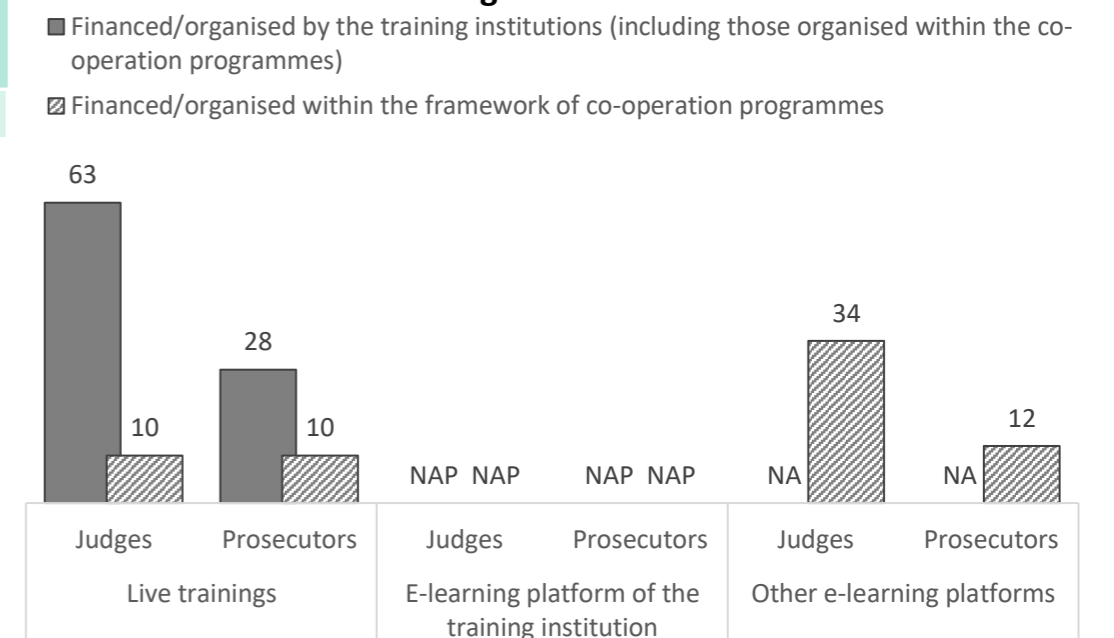 Financed/organised by the training institutions (including those organised within the co-
operation programmes)
Financed/organised within the framework of co-operation programmes
63
10
28
10
NAP NAP
NAP NAP
NA
34
NA
12
Judges
Prosecutors
Judges
Prosecutors
Judges
Prosecutors
Live trainings
E-learning platform of the
training institution
Other e-learning platforms